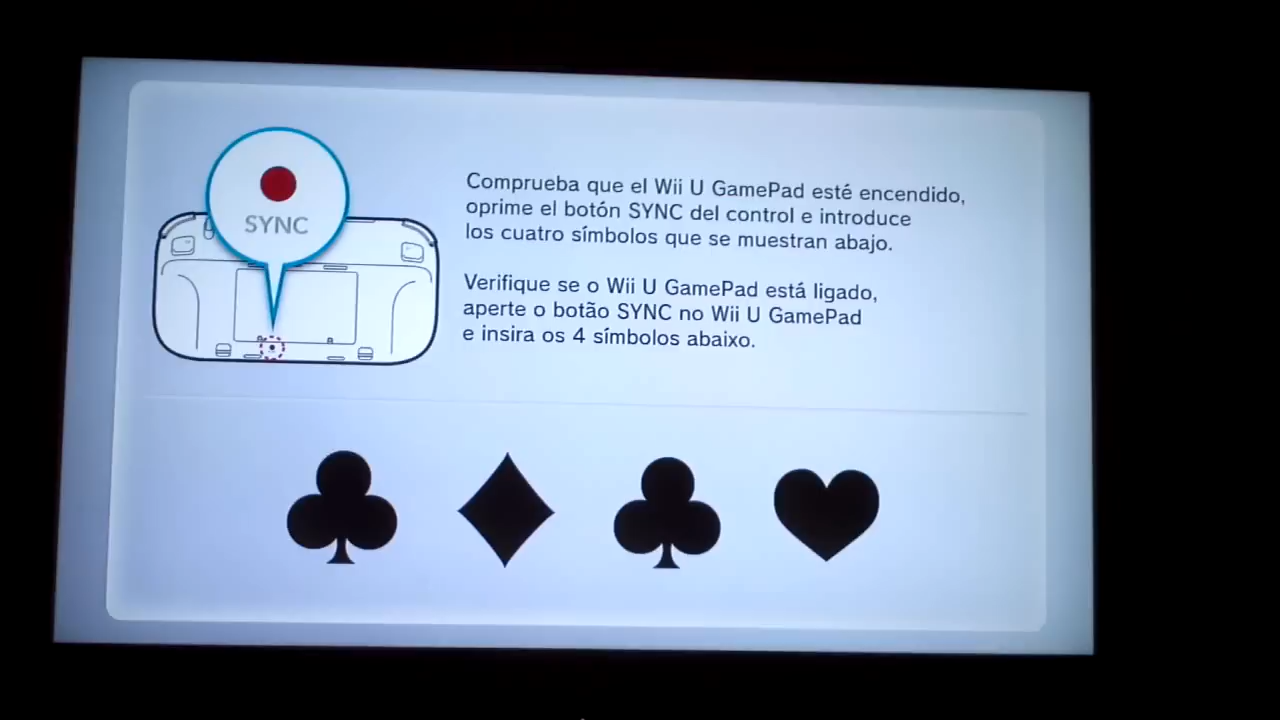 SYNC
Comprueba que el Wii U GamePad esté encendido,
oprime el botón SYNC del control e introduce
los cuatro símbolos que se muestran abajo.
Verifique se o Wii U GamePad está ligado,
aperte o botão SYNC no Wii U GamePad
e insira os 4 símbolos abaixo.